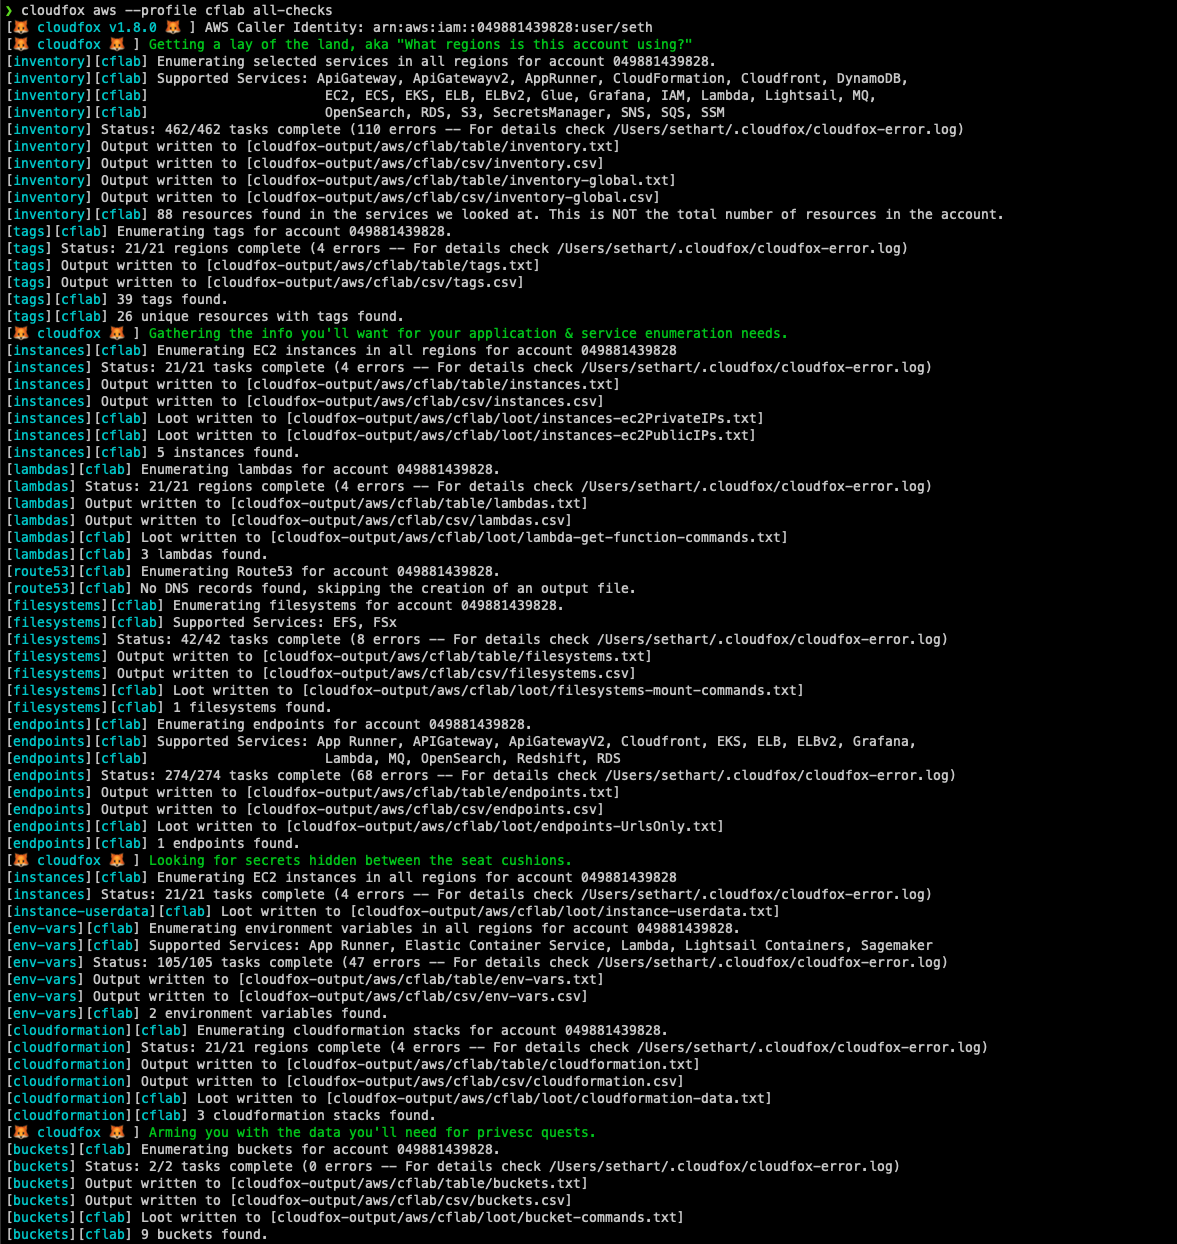 ❯ cloudfox aws --profile cflab all-checks
[🦊 cloudfox v1.8.0 🦊 ] AWS Caller Identity: arn:aws:iam::049881439828:user/seth
[🦊 cloudfox 🦊 ] Getting a lay of the land, aka "What regions is this account using?"
[inventory][cflab] Enumerating selected services in all regions for account 049881439828.
[inventory][cflab] Supported Services: ApiGateway, ApiGatewayv2, AppRunner, CloudFormation, Cloudfront, DynamoDB,
[inventory][cflab]                      EC2, ECS, EKS, ELB, ELBv2, Glue, Grafana, IAM, Lambda, Lightsail, MQ,
[inventory][cflab]                      OpenSearch, RDS, S3, SecretsManager, SNS, SQS, SSM
[inventory] Status: 462/462 tasks complete (110 errors -- For details check /Users/sethart/.cloudfox/cloudfox-error.log)
[inventory] Output written to [cloudfox-output/aws/cflab/table/inventory.txt]
[inventory] Output written to [cloudfox-output/aws/cflab/csv/inventory.csv]
[inventory] Output written to [cloudfox-output/aws/cflab/table/inventory-global.txt]
[inventory] Output written to [cloudfox-output/aws/cflab/csv/inventory-global.csv]
[inventory][cflab] 88 resources found in the services we looked at. This is NOT the total number of resources in the account.
[tags][cflab] Enumerating tags for account 049881439828.
[tags] Status: 21/21 regions complete (4 errors -- For details check /Users/sethart/.cloudfox/cloudfox-error.log)
[tags] Output written to [cloudfox-output/aws/cflab/table/tags.txt]
[tags] Output written to [cloudfox-output/aws/cflab/csv/tags.csv]
[tags][cflab] 39 tags found.
[tags][cflab] 26 unique resources with tags found.
[🦊 cloudfox 🦊 ] Gathering the info you'll want for your application & service enumeration needs.
[instances][cflab] Enumerating EC2 instances in all regions for account 049881439828
[instances] Status: 21/21 tasks complete (4 errors -- For details check /Users/sethart/.cloudfox/cloudfox-error.log)
[instances] Output written to [cloudfox-output/aws/cflab/table/instances.txt]
[instances] Output written to [cloudfox-output/aws/cflab/csv/instances.csv]
[instances][cflab] Loot written to [cloudfox-output/aws/cflab/loot/instances-ec2PrivateIPs.txt]
[instances][cflab] Loot written to [cloudfox-output/aws/cflab/loot/instances-ec2PublicIPs.txt]
[instances][cflab] 5 instances found.
[lambdas][cflab] Enumerating lambdas for account 049881439828.
[lambdas] Status: 21/21 regions complete (4 errors -- For details check /Users/sethart/.cloudfox/cloudfox-error.log)
[lambdas] Output written to [cloudfox-output/aws/cflab/table/lambdas.txt]
[lambdas] Output written to [cloudfox-output/aws/cflab/csv/lambdas.csv]
[lambdas][cflab] Loot written to [cloudfox-output/aws/cflab/loot/lambda-get-function-commands.txt]
[lambdas][cflab] 3 lambdas found.
[route53][cflab] Enumerating Route53 for account 049881439828.
[route53][cflab] No DNS records found, skipping the creation of an output file.
[filesystems][cflab] Enumerating filesystems for account 049881439828.
[filesystems][cflab] Supported Services: EFS, FSx
[filesystems] Status: 42/42 tasks complete (8 errors -- For details check /Users/sethart/.cloudfox/cloudfox-error.log)
[filesystems] Output written to [cloudfox-output/aws/cflab/table/filesystems.txt]
[filesystems] Output written to [cloudfox-output/aws/cflab/csv/filesystems.csv]
[filesystems][cflab] Loot written to [cloudfox-output/aws/cflab/loot/filesystems-mount-commands.txt]
[filesystems][cflab] 1 filesystems found.
[endpoints][cflab] Enumerating endpoints for account 049881439828.
[endpoints][cflab] Supported Services: App Runner, APIGateway, ApiGatewayV2, Cloudfront, EKS, ELB, ELBv2, Grafana,
[endpoints][cflab]                      Lambda, MQ, OpenSearch, Redshift, RDS
[endpoints] Status: 274/274 tasks complete (68 errors -- For details check /Users/sethart/.cloudfox/cloudfox-error.log)
[endpoints] Output written to [cloudfox-output/aws/cflab/table/endpoints.txt]
[endpoints] Output written to [cloudfox-output/aws/cflab/csv/endpoints.csv]
[endpoints][cflab] Loot written to [cloudfox-output/aws/cflab/loot/endpoints-UrlsOnly.txt]
[endpoints][cflab] 1 endpoints found.
[🦊 cloudfox 🦊 ] Looking for secrets hidden between the seat cushions.
[instances][cflab] Enumerating EC2 instances in all regions for account 049881439828
[instances] Status: 21/21 tasks complete (4 errors -- For details check /Users/sethart/.cloudfox/cloudfox-error.log)
[instance-userdata][cflab] Loot written to [cloudfox-output/aws/cflab/loot/instance-userdata.txt]
[env-vars][cflab] Enumerating environment variables in all regions for account 049881439828.
[env-vars][cflab] Supported Services: App Runner, Elastic Container Service, Lambda, Lightsail Containers, Sagemaker
[env-vars] Status: 105/105 tasks complete (47 errors -- For details check /Users/sethart/.cloudfox/cloudfox-error.log)
[env-vars] Output written to [cloudfox-output/aws/cflab/table/env-vars.txt]
[env-vars] Output written to [cloudfox-output/aws/cflab/csv/env-vars.csv]
[env-vars][cflab] 2 environment variables found.
[cloudformation][cflab] Enumerating cloudformation stacks for account 049881439828.
[cloudformation] Status: 21/21 regions complete (4 errors -- For details check /Users/sethart/.cloudfox/cloudfox-error.log)
[cloudformation] Output written to [cloudfox-output/aws/cflab/table/cloudformation.txt]
[cloudformation] Output written to [cloudfox-output/aws/cflab/csv/cloudformation.csv]
[cloudformation][cflab] Loot written to [cloudfox-output/aws/cflab/loot/cloudformation-data.txt]
[cloudformation][cflab] 3 cloudformation stacks found.
[🦊 cloudfox 🦊 ] Arming you with the data you'll need for privesc quests.
[buckets][cflab] Enumerating buckets for account 049881439828.
[buckets] Status: 2/2 tasks complete (0 errors -- For details check /Users/sethart/.cloudfox/cloudfox-error.log)
[buckets] Output written to [cloudfox-output/aws/cflab/table/buckets.txt]
[buckets] Output written to [cloudfox-output/aws/cflab/csv/buckets.csv]
[buckets][cflab] Loot written to [cloudfox-output/aws/cflab/loot/bucket-commands.txt]
[buckets][cflab] 9 buckets found.